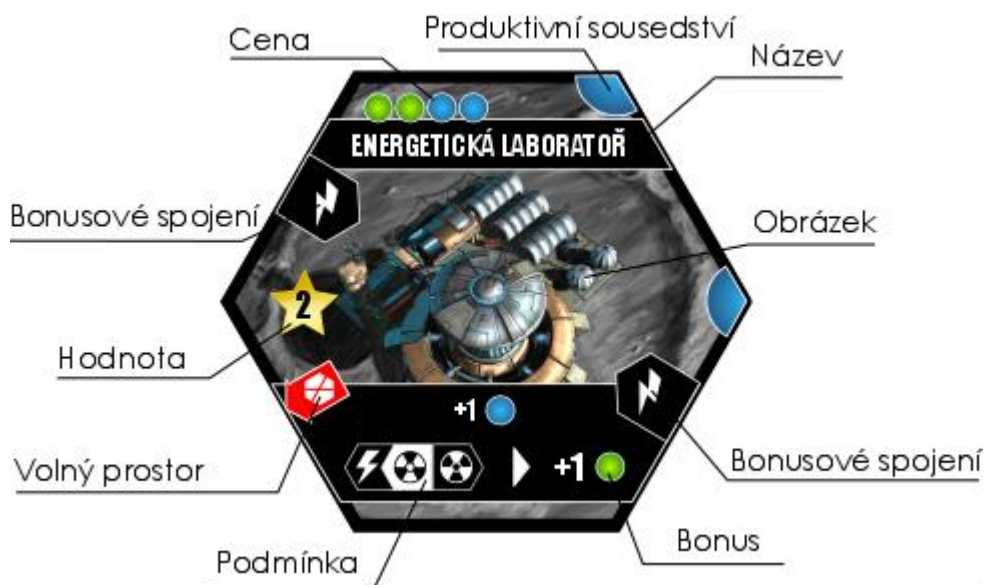 Produktivní sousedství
Cena
Název
ENERGETICKÁ LABORATOŘ
Bonusové spojení
Obrázek
2
Hodnota
+1
Volný prostor
Bonusové spojení
+1
Bonus
Podmínka